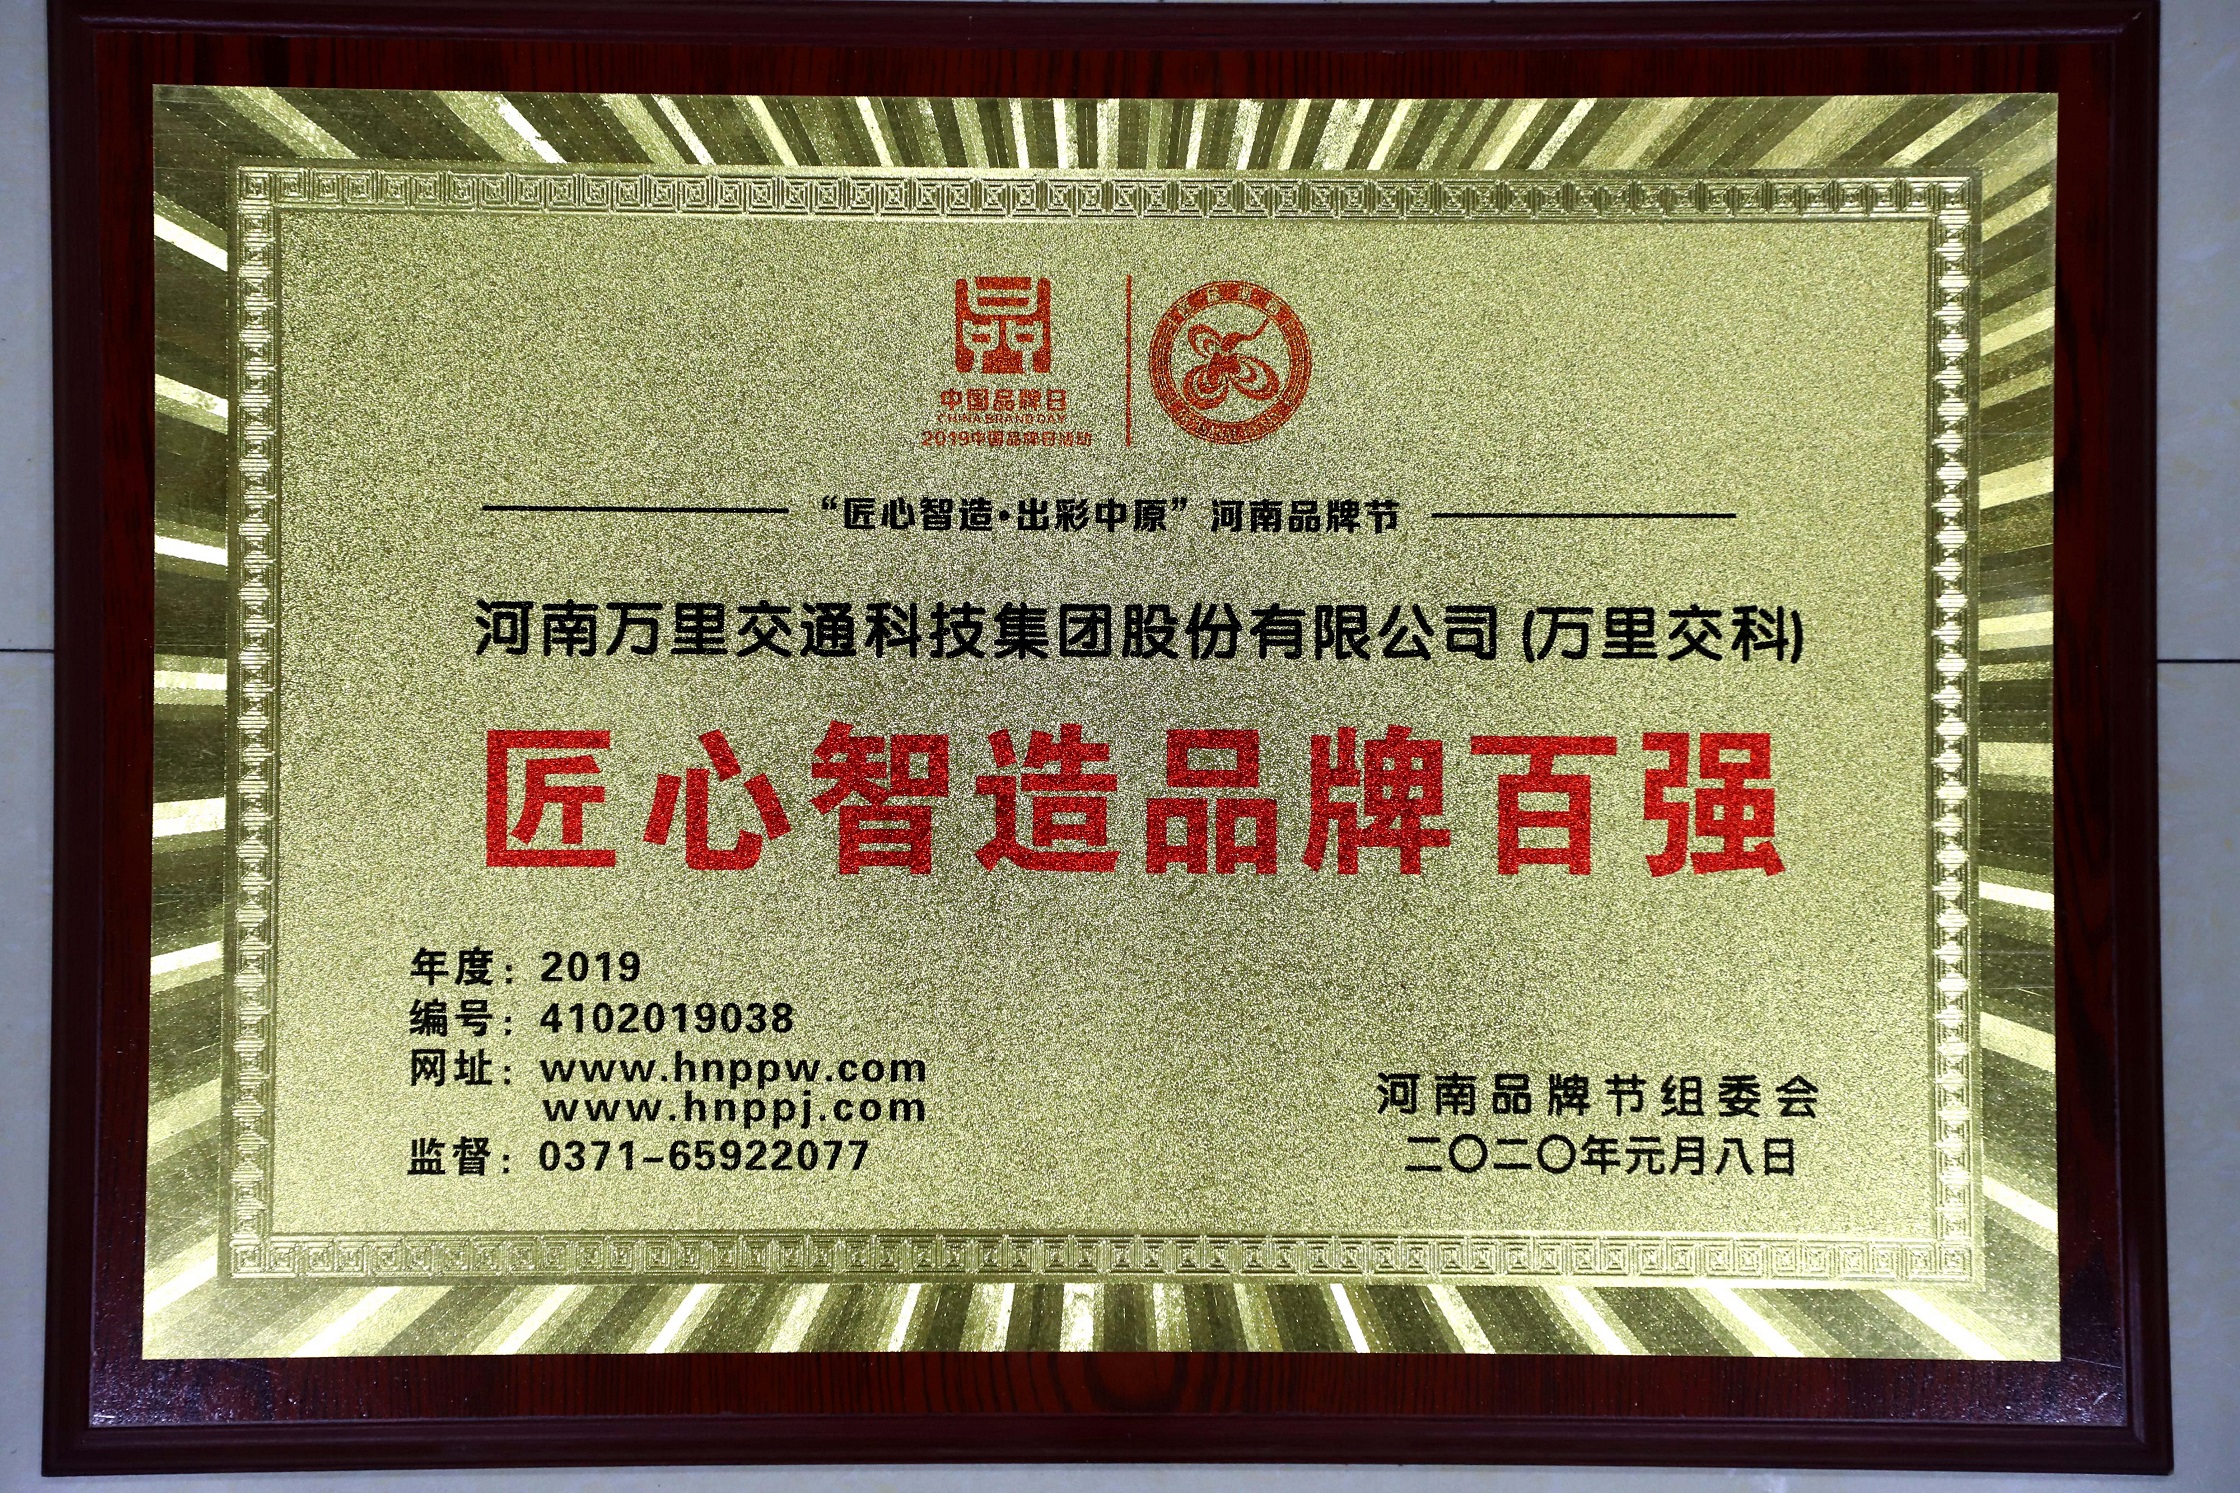 中国品牌日
CHINA BRAND DAY
2019中国品牌日活动
“匠心智造·出彩中原”河南品牌节
河南万里交通科技集团股份有限公司(万里交科)
匠心智造品牌百强
年度：2019
编号：4102019038
网址：www.hnppw.com
www.hnppj.com
监督：0371-65922077
河南品牌节组委会
二〇二〇年元月八日